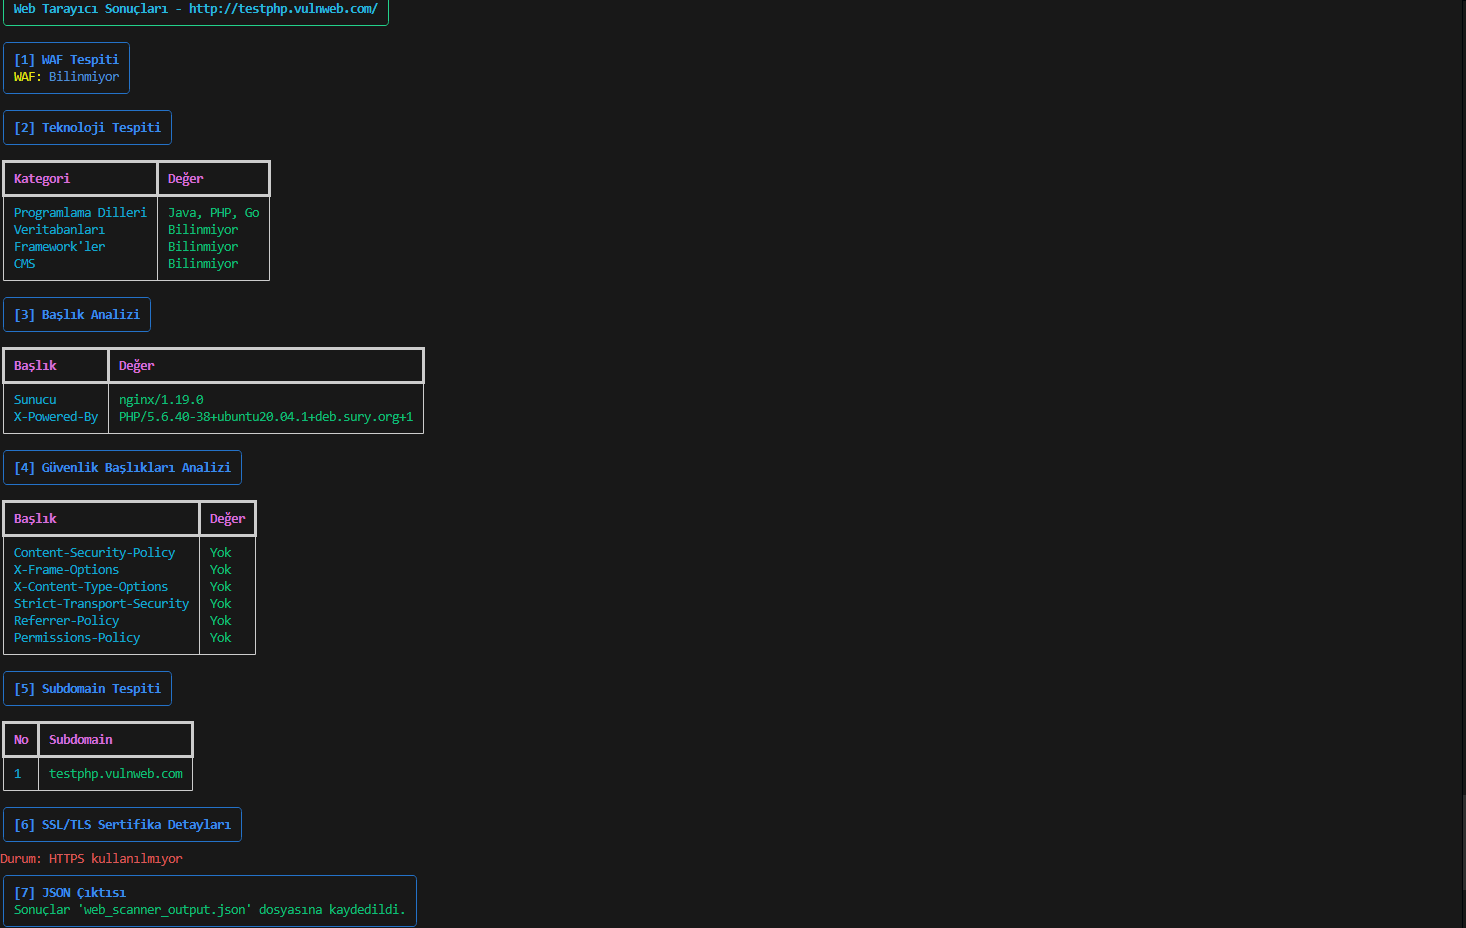 Web Tarayıcı Sonuçları - http://testphp.vulnweb.com/
[1] WAF Tespiti
WAF: Bilinmiyor
[2] Teknoloji Tespiti
Kategori Değer
Programlama Dilleri Java, PHP, Go
Veritabanları Bilinmiyor
Framework'ler Bilinmiyor
CMS Bilinmiyor
[3] Başlık Analizi
Başlık Değer
Sunucu nginx/1.19.0
X-Powered-By PHP/5.6.40-38+ubuntu20.04.1+deb.sury.org+1
[4] Güvenlik Başlıkları Analizi
Başlık Değer
Content-Security-Policy Yok
X-Frame-Options Yok
X-Content-Type-Options Yok
Strict-Transport-Security Yok
Referrer-Policy Yok
Permissions-Policy Yok
[5] Subdomain Tespiti
No Subdomain
1 testphp.vulnweb.com
[6] SSL/TLS Sertifika Detayları
Durum: HTTPS kullanılmıyor
[7] JSON Çıktısı
Sonuçlar 'web_scanner_output.json' dosyasına kaydedildi.